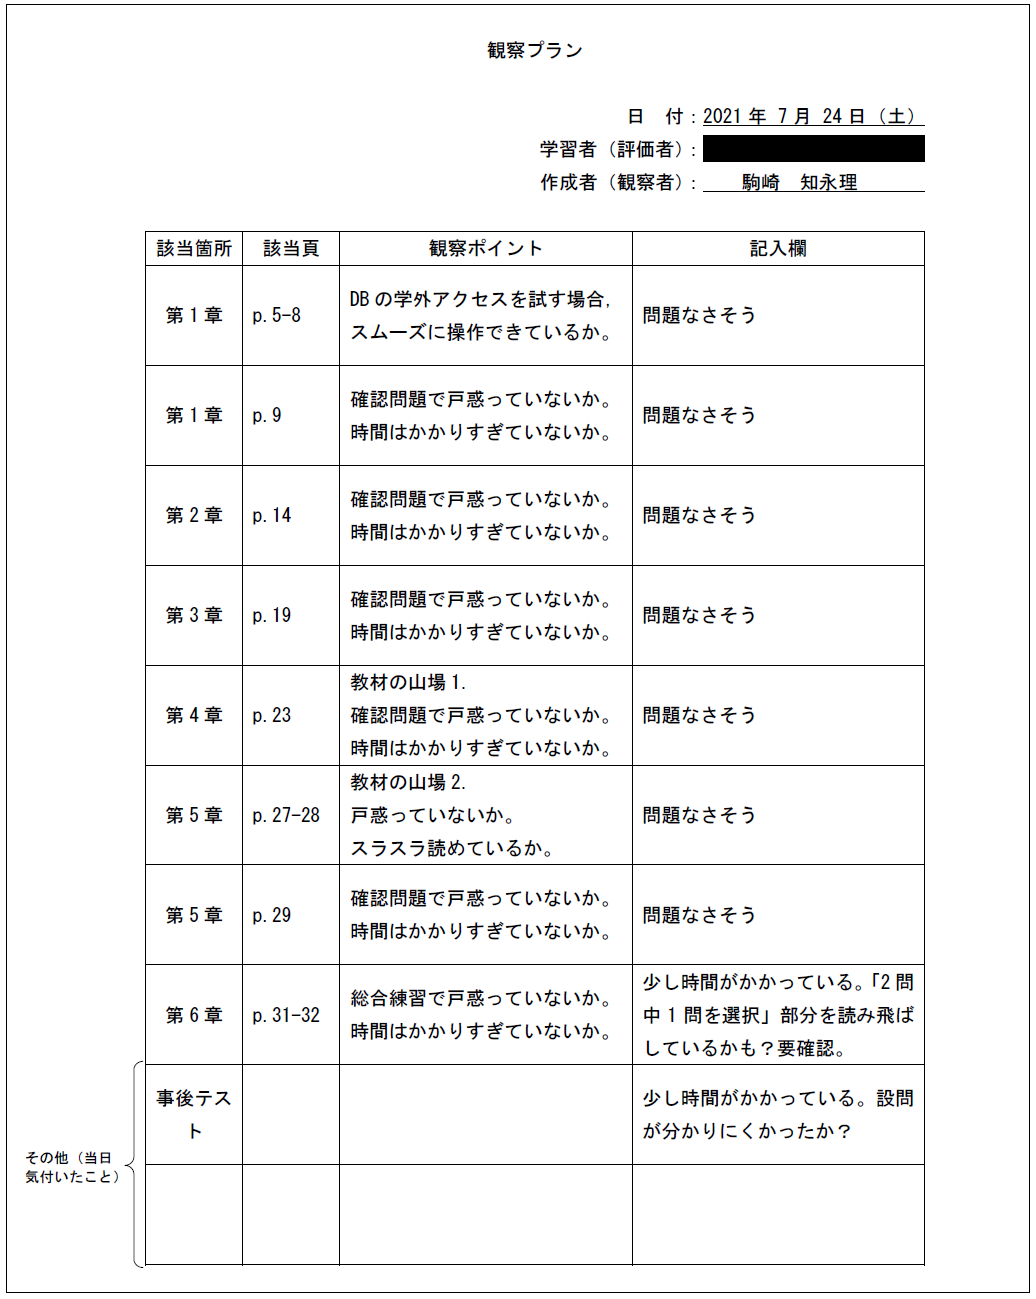 観察プラン
日　付：2021 年 7 月 24 日（土）
学習者（評価者）：
作成者（観察者）：　駒崎　知永理
該当箇所 該当頁 観察ポイント 記入欄
第 1 章 p.5-8 DB の学外アクセスを試す場合，
スムーズに操作できているか。 問題なさそう
第 1 章 p.9 確認問題で戸惑っていないか。
時間はかかりすぎていないか。 問題なさそう
第 2 章 p.14 確認問題で戸惑っていないか。
時間はかかりすぎていないか。 問題なさそう
第 3 章 p.19 確認問題で戸惑っていないか。
時間はかかりすぎていないか。 問題なさそう
第 4 章 p.23 教材の山場 1.
確認問題で戸惑っていないか。
時間はかかりすぎていないか。 問題なさそう
第 5 章 p.27-28 教材の山場 2.
戸惑っていないか。
スラスラ読めているか。 問題なさそう
第 5 章 p.29 確認問題で戸惑っていないか。
時間はかかりすぎていないか。 問題なさそう
第 6 章 p.31-32 総合練習で戸惑っていないか。
時間はかかりすぎていないか。
少し時間がかかっている。「2 問
中 1 問を選択」部分を読み飛ば
しているかも？要確認。
その他（当日
気付いたこと）
事後テス
ト
少し時間がかかっている。設問
が分かりにくかったか？